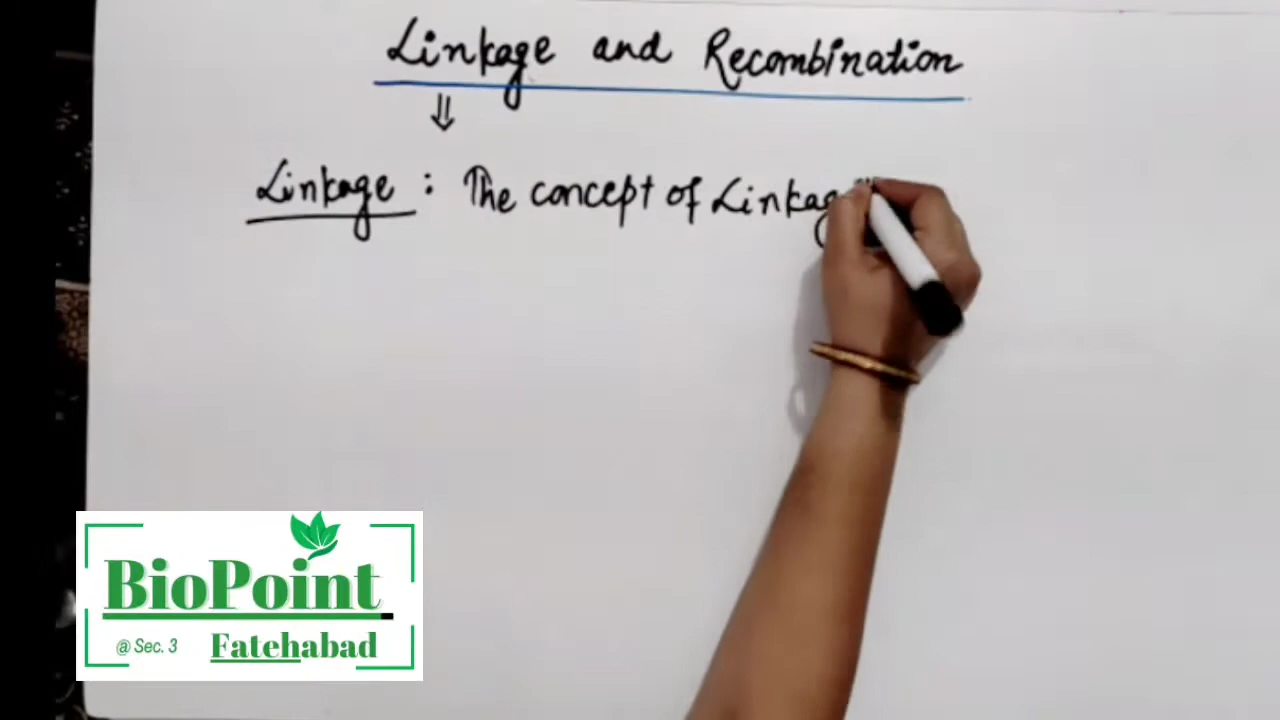 Linkage and Recombination
⇓
Linkage : The concept of Linkag
BioPoint
@ Sec. 3 Fatehabad